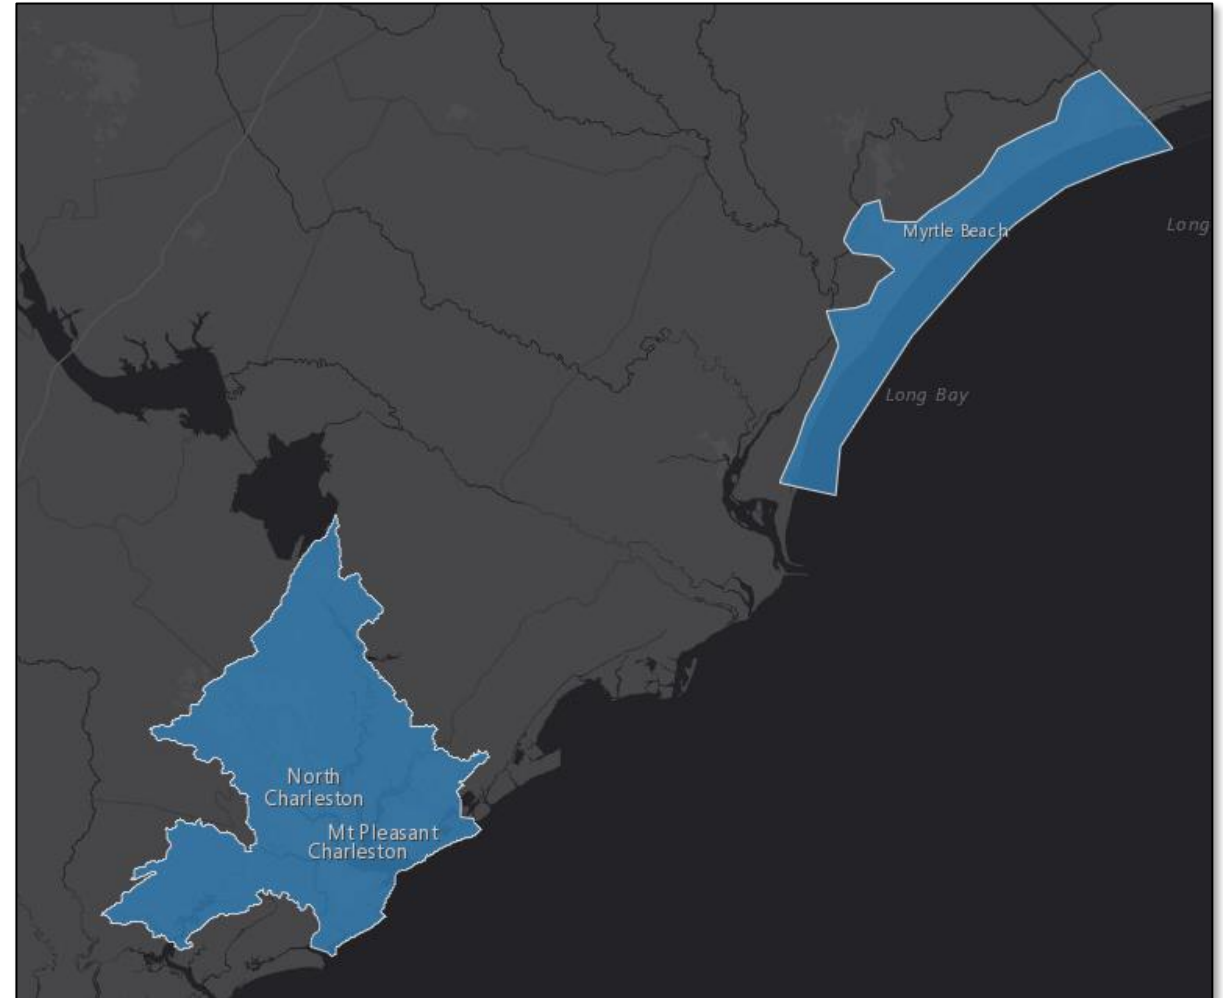 Long
Myrtle Beach
Long Bay
North
Charleston
Mt Pleasant
Charleston